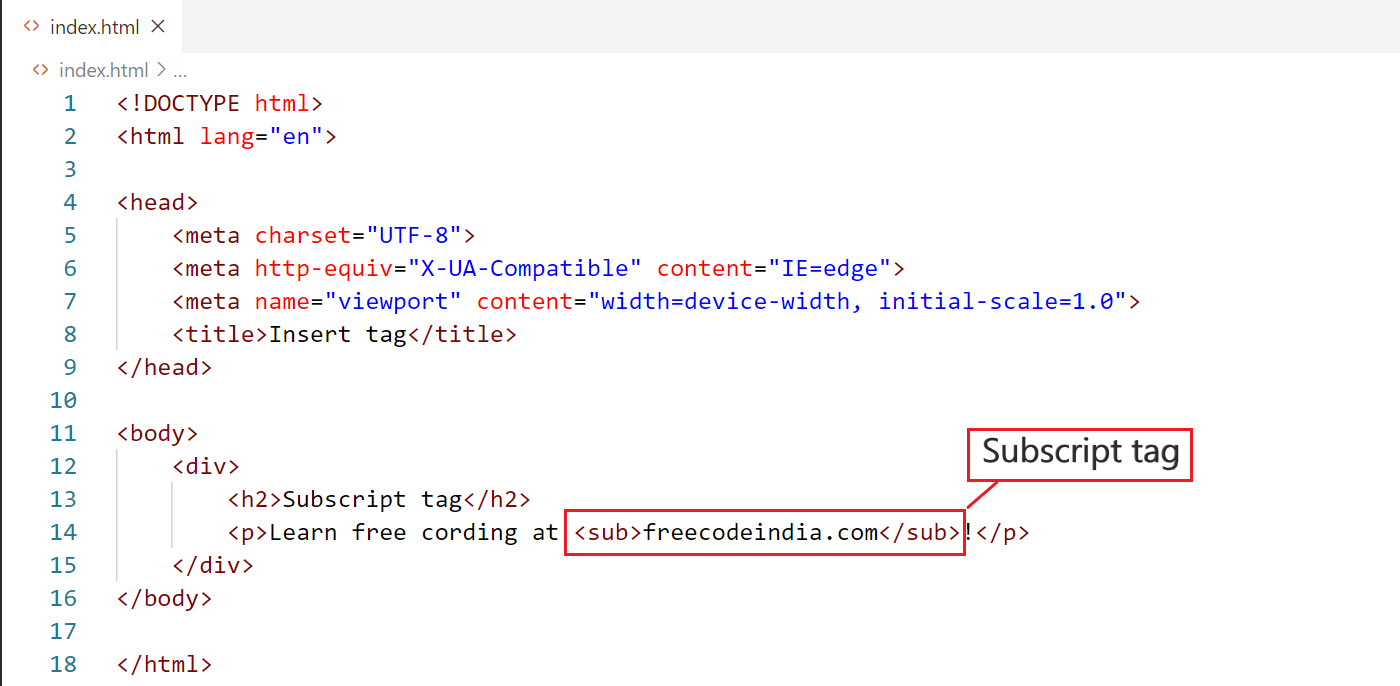 index.html
index.html > ...
1 <!DOCTYPE html>
2 <html lang="en">
3
4 <head>
5     <meta charset="UTF-8">
6     <meta http-equiv="X-UA-Compatible" content="IE=edge">
7     <meta name="viewport" content="width=device-width, initial-scale=1.0">
8     <title>Insert tag</title>
9 </head>
10
11 <body>
12     <div>
Subscript tag
13         <h2>Subscript tag</h2>
14         <p>Learn free cording at <sub>freecodeindia.com</sub>!</p>
15     </div>
16 </body>
17
18 </html>